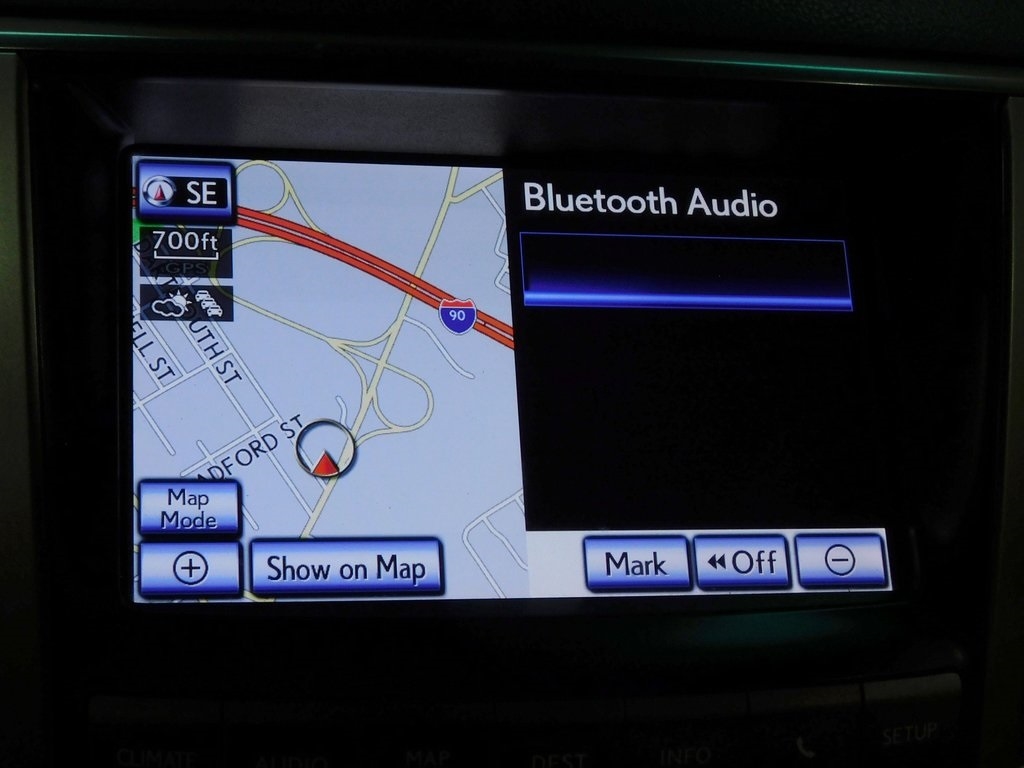 SE
Bluetooth Audio
700ft
GPS
90
ELL ST
UTH ST
ADFORD ST
Map
Mode
Show on Map
Mark
Off
CLIMATE
AUDIO
MAP
DEST
INFO
SETUP